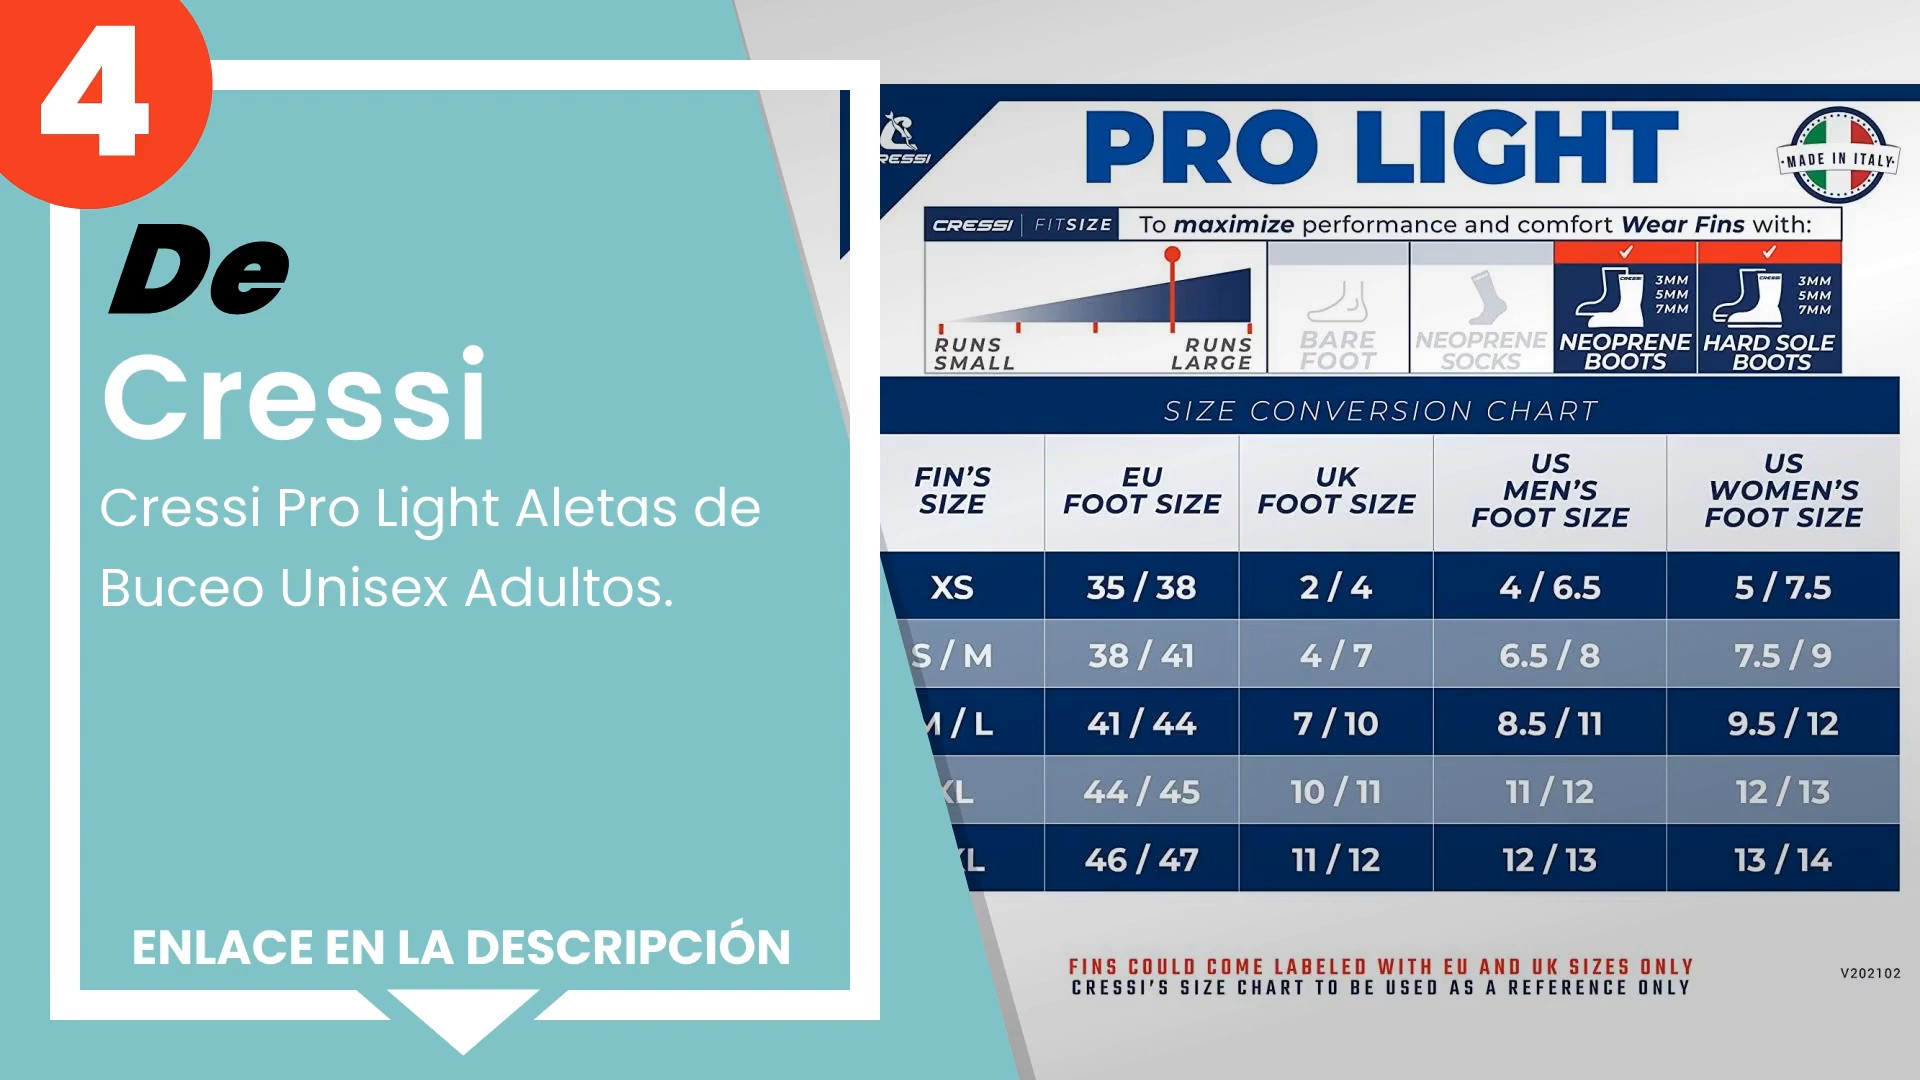 4
De
Cressi
Cressi Pro Light Aletas de
Buceo Unisex Adultos.
ENLACE EN LA DESCRIPCIÓN
PRO LIGHT
·MADE IN ITALY·
CRESSI | FITSIZE To maximize performance and comfort Wear Fins with:
RUNS SMALL
RUNS LARGE
BARE FOOT
NEOPRENE SOCKS
3MM
5MM
7MM
NEOPRENE BOOTS
3MM
5MM
7MM
HARD SOLE BOOTS
SIZE CONVERSION CHART
FIN’S SIZE EU FOOT SIZE UK FOOT SIZE US MEN’S FOOT SIZE US WOMEN’S FOOT SIZE
XS 35 / 38 2 / 4 4 / 6.5 5 / 7.5
S / M 38 / 41 4 / 7 6.5 / 8 7.5 / 9
M / L 41 / 44 7 / 10 8.5 / 11 9.5 / 12
44 / 45 10 / 11 11 / 12 12 / 13
46 / 47 11 / 12 12 / 13 13 / 14
FINS COULD COME LABELED WITH EU AND UK SIZES ONLY
CRESSI’S SIZE CHART TO BE USED AS A REFERENCE ONLY
V202102